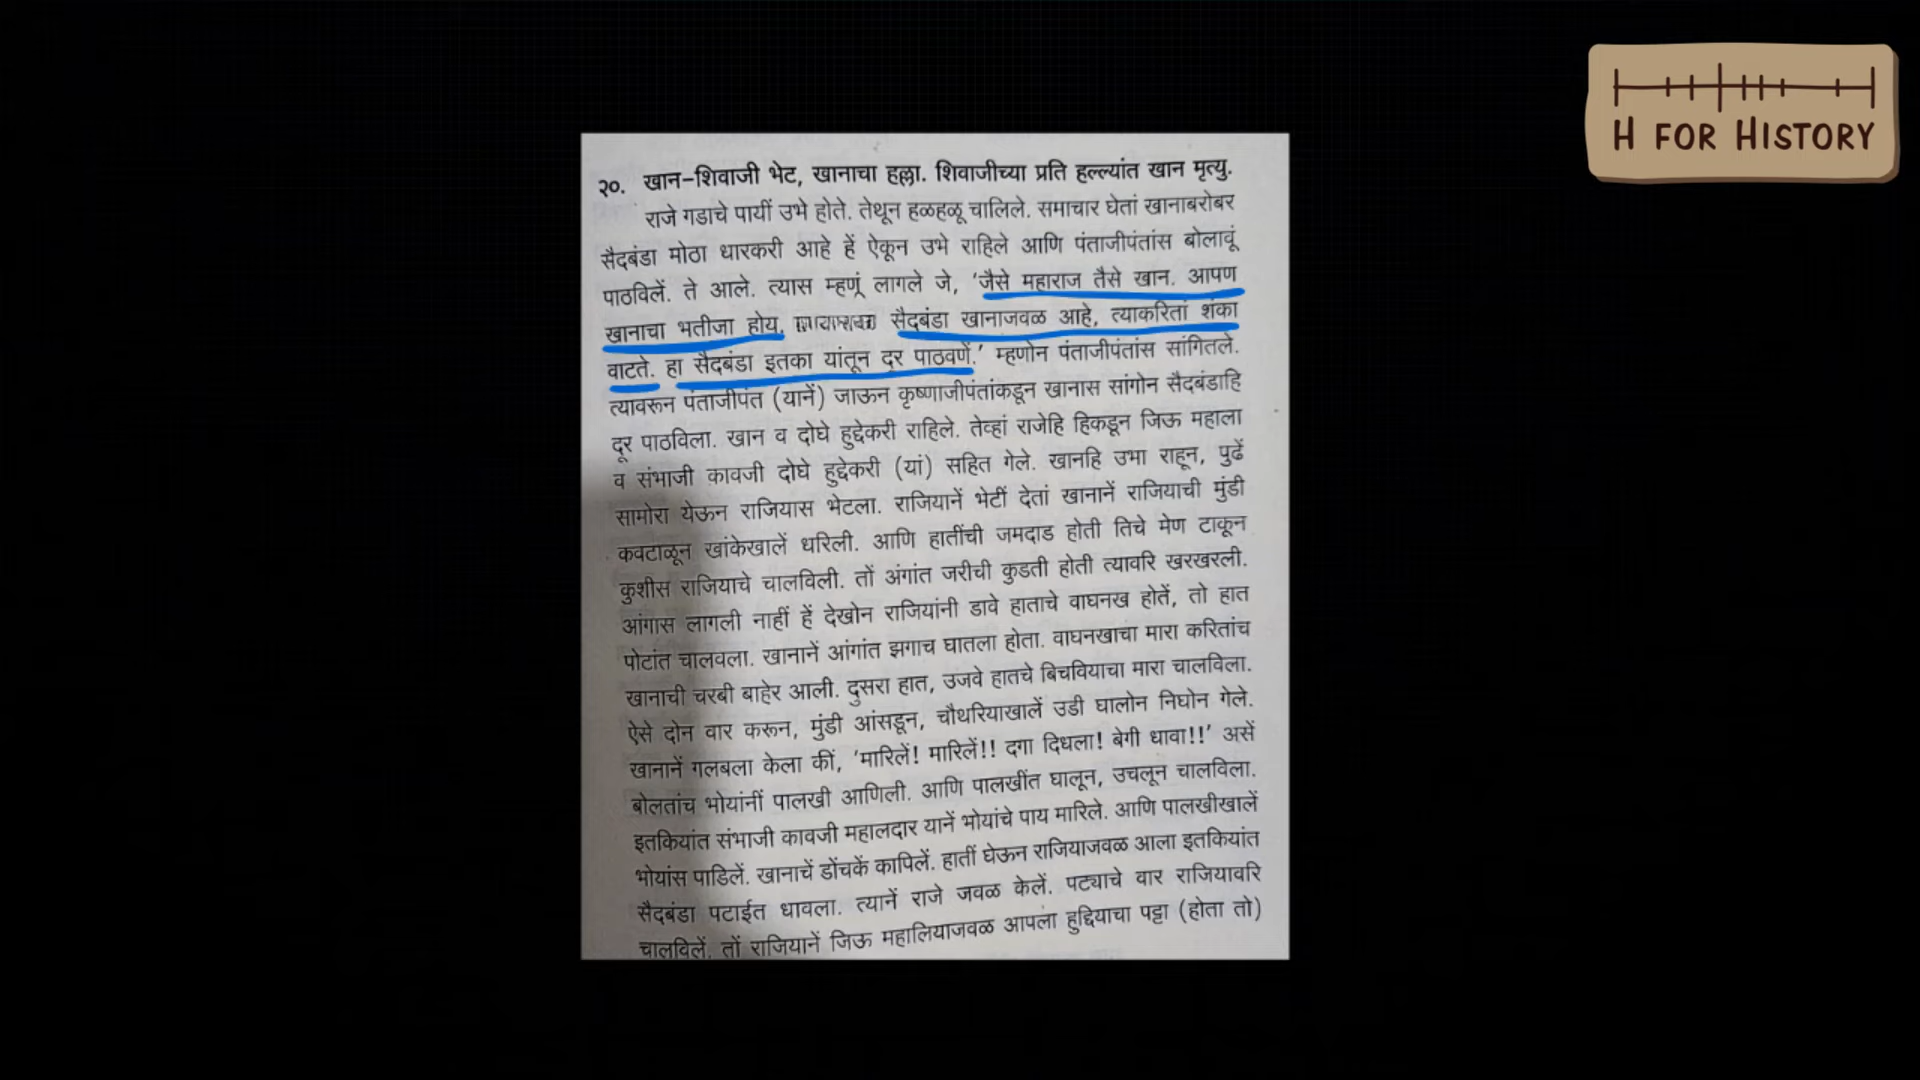 H FOR HISTORY
२०. खान-शिवाजी भेट, खानाचा हल्ला. शिवाजीच्या प्रति हल्ल्यांत खान मृत्यु.
राजे गडाचे पायीं उभे होते. तेथून हळहळू चालिले. समाचार घेतां खानाबरोबर
सैदबंडा मोठा धारकरी आहे हें ऐकून उभे राहिले आणि पंताजीपंतांस बोलावूं
पाठविलें. ते आले. त्यास म्हणूं लागले जे, 'जैसे महाराज तैसे खान. आपण
खानाचा भतीजा होय. सैदबंडा खानाजवळ आहे, त्याकरितां शंका
वाटते. हा सैदबंडा इतका यांतून दूर पाठवणें.' म्हणोन पंताजीपंतांस सांगितले.
त्यावरून पंताजीपंत (यानें) जाऊन कृष्णाजीपंतांकडून खानास सांगोन सैदबंडाहि
दूर पाठविला. खान व दोघे हुद्देकरी राहिले. तेव्हां राजेहि हिकडून जिऊ महाला
व संभाजी कावजी दोघे हुद्देकरी (यां) सहित गेले. खानहि उभा राहून, पुढें
सामोरा येऊन राजियास भेटला. राजियानें भेटीं देतां खानानें राजियाची मुंडी
कवटाळून खांकेखालें धरिली. आणि हातींची जमदाड होती तिचे मेण टाकून
कुशीस राजियाचे चालविली. तों अंगांत जरीची कुडती होती त्यावरि खरखरली.
आंगास लागली नाहीं हें देखोन राजियांनी डावे हाताचे वाघनख होतें, तो हात
पोटांत चालवला. खानानें आंगांत झगाच घातला होता. वाघनखाचा मारा करितांच
खानाची चरबी बाहेर आली. दुसरा हात, उजवे हातचे बिचवियाचा मारा चालविला.
ऐसे दोन वार करून, मुंडी आंसडून, चौथरियाखालें उडी घालोन निघोन गेले.
खानानें गलबला केला कीं, 'मारिलें! मारिलें!! दगा दिधला! बेगी धावा!!' असें
बोलतांच भोयांनीं पालखी आणिली. आणि पालखींत घालून, उचलून चालविला.
इतकियांत संभाजी कावजी महालदार यानें भोयांचे पाय मारिले. आणि पालखीखालें
भोयांस पाडिलें. खानाचें डोंचकें कापिलें. हातीं घेऊन राजियाजवळ आला इतकियांत
सैदबंडा पटाईत धावला. त्यानें राजे जवळ केलें. पट्याचे वार राजियावरि
चालविलें. तों राजियानें जिऊ महालियाजवळ आपला हुद्दियाचा पट्टा (होता तो)